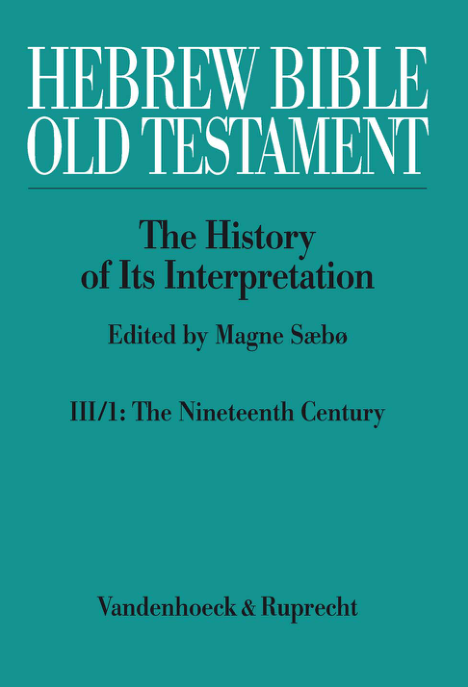 HEBREW BIBLE
OLD TESTAMENT
The History
of Its Interpretation
Edited by Magne Sæbø
III/1: The Nineteenth Century
Vandenhoeck & Ruprecht